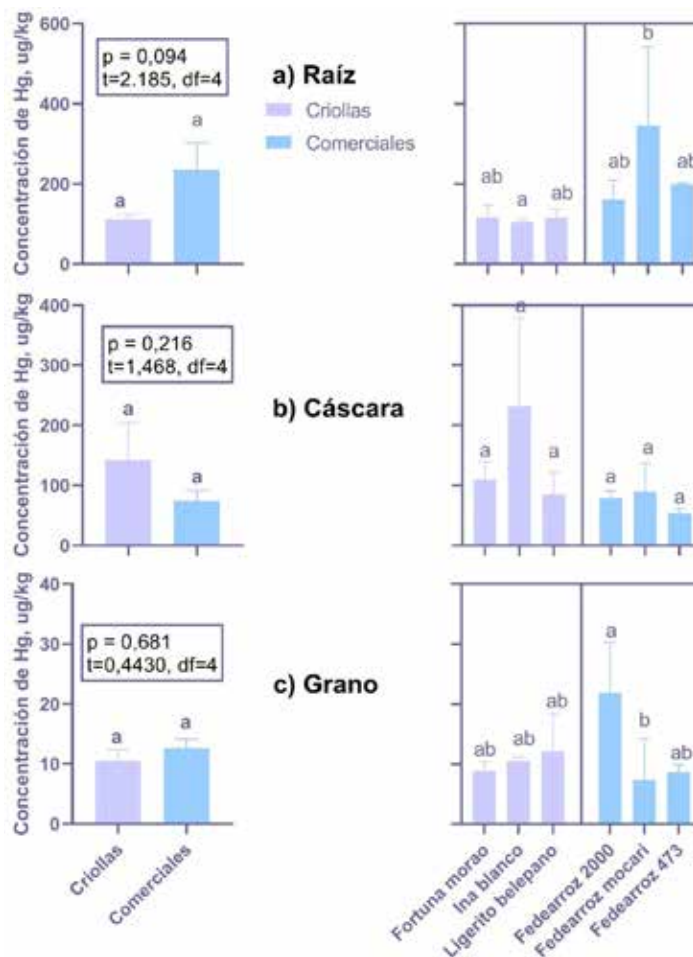 Concentración de Hg, ug/kg
600
400
200
0
p = 0,094
t=2.185, df=4
a
a
a) Raíz
Criollas
Comerciales
ab
a
ab
ab
b
ab
Concentración de Hg, ug/kg
400
300
200
100
0
p = 0,216
t=1,468, df=4
a
a
b) Cáscara
a
a
a
a
a
a
Concentración de Hg, ug/kg
40
30
20
10
0
p = 0,681
t=0,4430, df=4
a
a
c) Grano
ab
ab
ab
a
b
ab
Criollas
Comerciales
Fortuna morao
Ina blanco
Ligerito belepano
Fedearroz 2000
Fedearroz mocari
Fedearroz 473